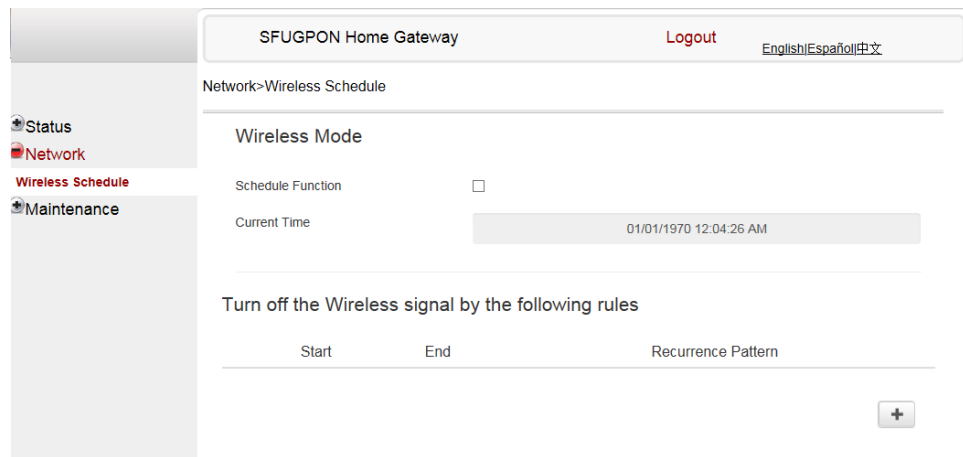 SFUGPON Home Gateway
Logout
English|Español|中文
Network>Wireless Schedule
Status
Network
Wireless Schedule
Maintenance
Wireless Mode
Schedule Function
Current Time
01/01/1970 12:04:26 AM
Turn off the Wireless signal by the following rules
Start End Recurrence Pattern